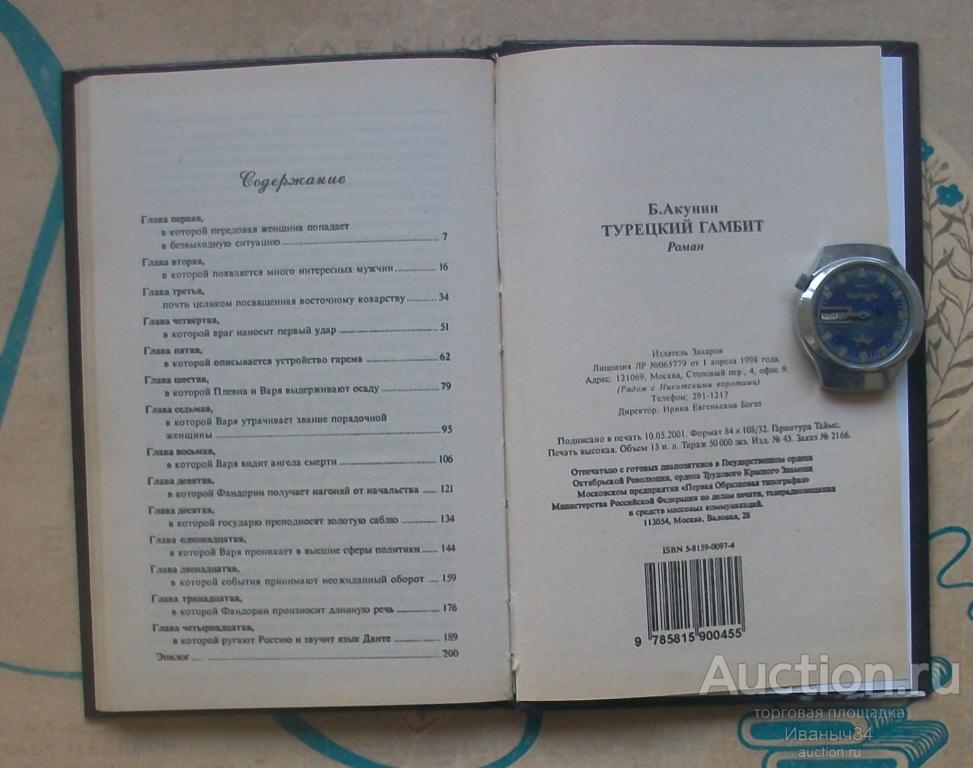 КОЛЛЕКЦИЯ
Содержание
Глава первая,
в которой передовая женщина попадает
в безвыходную ситуацию 7
Глава вторая,
в которой появляется много интересных мужчин 16
Глава третья,
почти целиком посвященная восточному коварству 34
Глава четвертая,
в которой враг наносит первый удар 51
Глава пятая,
в которой описывается устройство гарема 62
Глава шестая,
в которой Плевна и Варя выдерживают осаду 79
Глава седьмая,
в которой Варя утрачивает звание порядочной
женщины 95
Глава восьмая,
в которой Варя видит ангела смерти 106
Глава девятая,
в которой Фандорин получает нагоняй от начальства 121
Глава десятая,
в которой государю преподносят золотую саблю 134
Глава одиннадцатая,
в которой Варя проникает в высшие сферы политики 144
Глава двенадцатая,
в которой события принимают неожиданный оборот 159
Глава тринадцатая,
в которой Фандорин произносит длинную речь 176
Глава четырнадцатая,
в которой ругают Россию и звучит язык Данте 189
Эпилог 200
Б.Акунин
ТУРЕЦКИЙ ГАМБИТ
Роман
Издатель Захаров
Лицензия ЛР №065779 от 1 апреля 1998 года.
Адрес: 121069, Москва, Столовый пер., 4, офис 9.
(Рядом с Никитскими воротами)
Телефон: 291-1217
Директор: Ирина Евгеньевна Богат
Подписано в печать 10.05.2001. Формат 84 х 108/32. Гарнитура Таймс.
Печать высокая. Объем 15 п. л. Тираж 50 000 экз. Изд. № 45. Заказ № 2166.
Отпечатано с готовых диапозитивов в Государственном ордена
Октябрьской Революции, ордена Трудового Красного Знамени
Московском предприятии «Первая Образцовая типография»
Министерства Российской Федерации по делам печати, телерадиовещания
и средств массовых коммуникаций.
113054, Москва, Валовая, 28
ISBN 5-8159-0097-4
9 785815 900455
Auction.ru
торговая площадка
Иваныч34
auction.ru